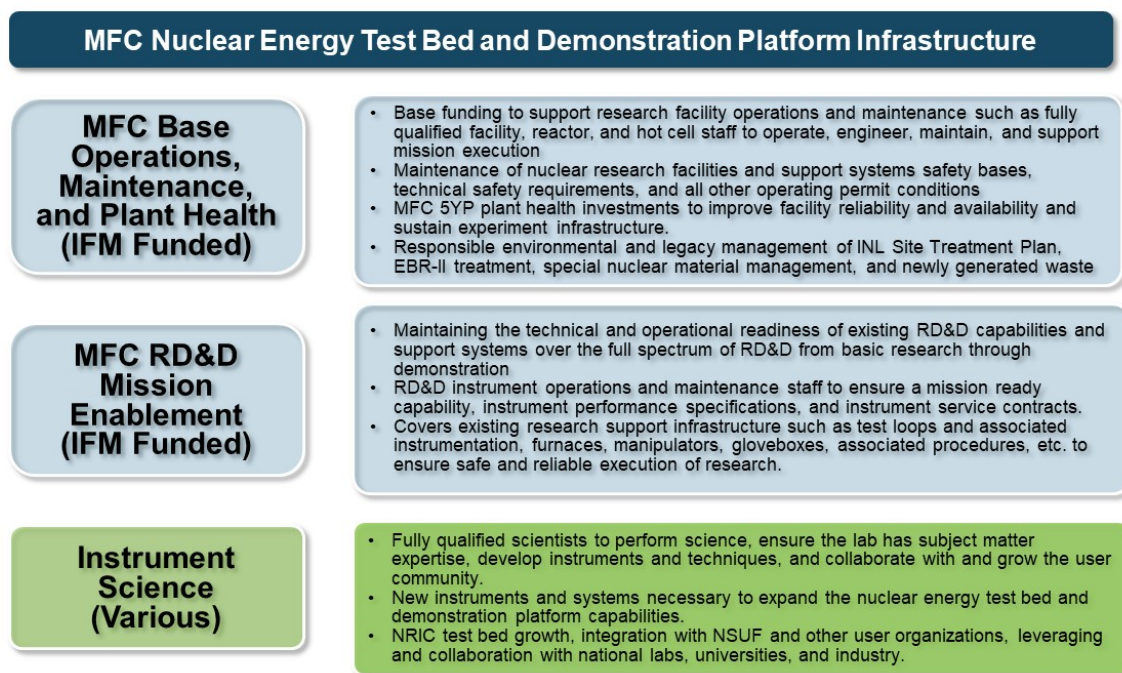 MFC Nuclear Energy Test Bed and Demonstration Platform Infrastructure
MFC Base
Operations,
Maintenance,
and Plant Health
(IFM Funded)
• Base funding to support research facility operations and maintenance such as fully
qualified facility, reactor, and hot cell staff to operate, engineer, maintain, and support
mission execution
• Maintenance of nuclear research facilities and support systems safety bases,
technical safety requirements, and all other operating permit conditions
• MFC 5YP plant health investments to improve facility reliability and availability and
sustain experiment infrastructure.
• Responsible environmental and legacy management of INL Site Treatment Plan,
EBR-II treatment, special nuclear material management, and newly generated waste
MFC RD&D
Mission
Enablement
(IFM Funded)
• Maintaining the technical and operational readiness of existing RD&D capabilities and
support systems over the full spectrum of RD&D from basic research through
demonstration
• RD&D instrument operations and maintenance staff to ensure a mission ready
capability, instrument performance specifications, and instrument service contracts.
• Covers existing research support infrastructure such as test loops and associated
instrumentation, furnaces, manipulators, gloveboxes, associated procedures, etc. to
ensure safe and reliable execution of research.
Instrument
Science
(Various)
• Fully qualified scientists to perform science, ensure the lab has subject matter
expertise, develop instruments and techniques, and collaborate with and grow the user
community.
• New instruments and systems necessary to expand the nuclear energy test bed and
demonstration platform capabilities.
• NRIC test bed growth, integration with NSUF and other user organizations, leveraging
and collaboration with national labs, universities, and industry.